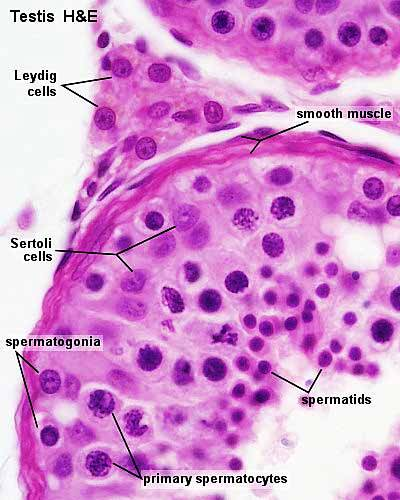 Testis H&E
Leydig
cells
smooth muscle
Sertoli
cells
spermatogonia
spermatids
primary spermatocytes